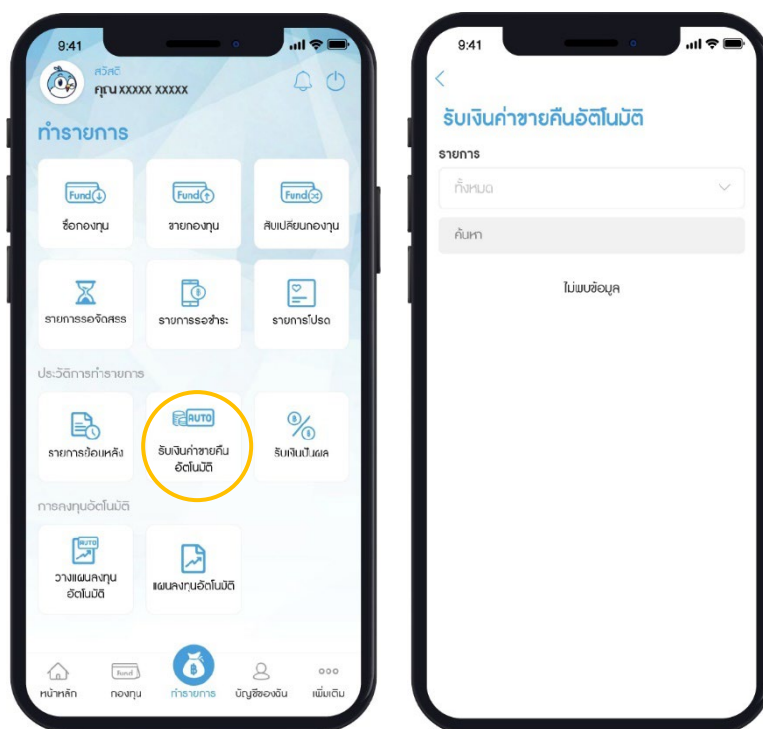 9:41
สวัสดี
คุณ xxxxx xxxxx
ทำรายการ
Fund
Fund
Fund
ซื้อกองทุน
ขายกองทุน
สับเปลี่ยนกองทุน
รายการรอจัดสรร
รายการรอชำระ
รายการโปรด
ประวัติการทำรายการ
AUTO
รายการย้อนหลัง
รับเงินค่าขายคืน
อัตโนมัติ
รับเงินปันผล
การลงทุนอัตโนมัติ
AUTO
วางแผนลงทุน
อัตโนมัติ
แผนลงทุนอัตโนมัติ
Fund
หน้าหลัก
กองทุน
ทำรายการ
บัญชีของฉัน
เพิ่มเติม
9:41
รับเงินค่าขายคืนอัตโนมัติ
รายการ
ทั้งหมด
ค้นหา
ไม่พบข้อมูล